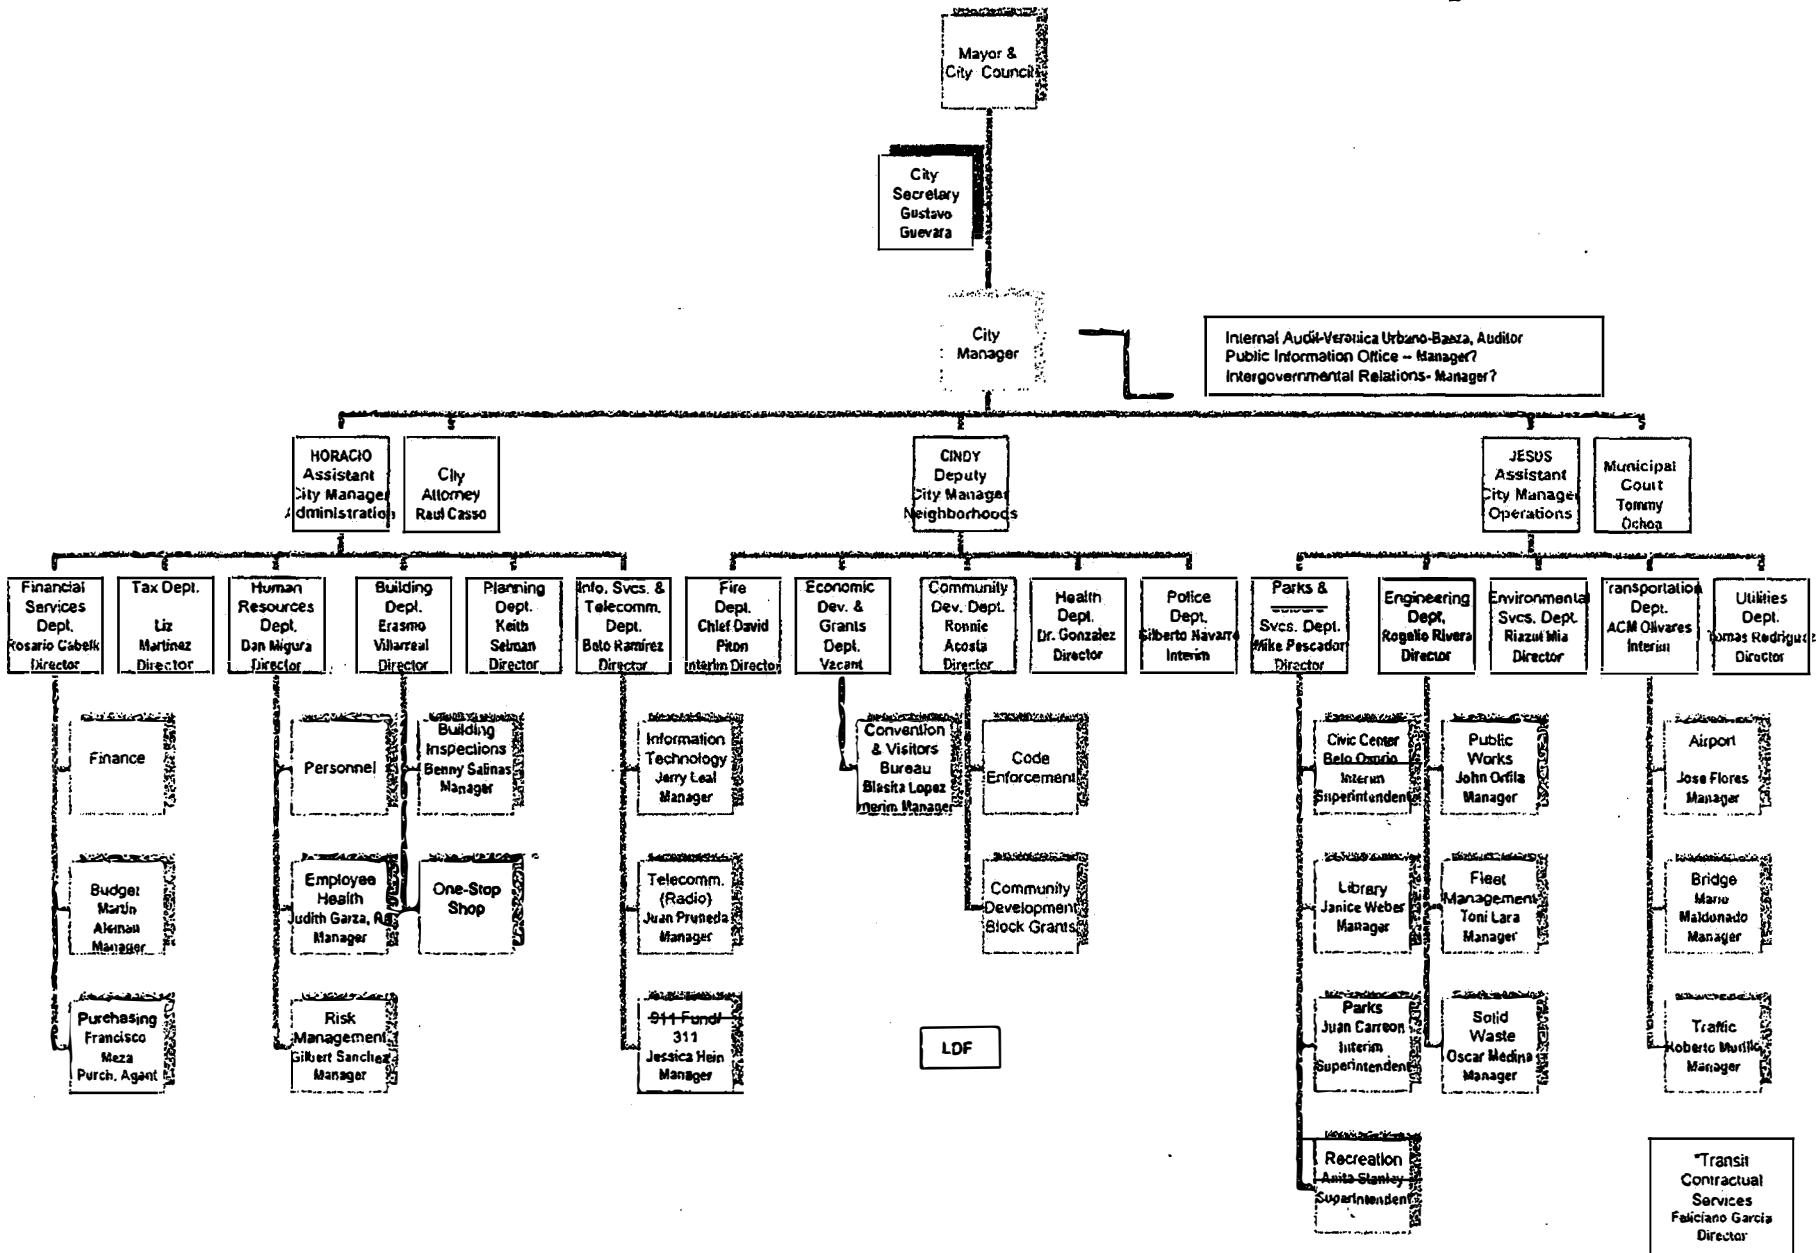 Mayor &
City Council
City
Secretary
Gustavo
Guevara
City
Manager
Internal Audit-Veronica Urbano-Baeza, Auditor
Public Information Office – Manager?
Intergovernmental Relations- Manager?
HORACIO
Assistant
City Manager
Administration
City
Attorney
Raul Casso
CINDY
Deputy
City Manager
Neighborhoods
JESUS
Assistant
City Manager
Operations
Municipal
Court
Tommy
Ochoa
Financial
Services
Dept.
Rosario Cabell
Director
Tax Dept.
Liz
Martinez
Director
Human
Resources
Dept.
Dan Migura
Director
Building
Dept.
Erasmo
Villarreal
Director
Planning
Dept.
Keith
Selman
Director
Info. Svcs. &
Telecomm.
Dept.
Beto Ramirez
Director
Fire
Dept.
Chief David
Piton
Interim Director
Economic
Dev. &
Grants
Dept.
Vacant
Community
Dev. Dept.
Ronnie
Acosta
Director
Health
Dept.
Dr. Gonzalez
Director
Police
Dept.
Gilberto Navarro
Interim
Parks &
Svcs. Dept.
Mike Pescador
Director
Engineering
Dept.
Rogelio Rivera
Director
Environmental
Svcs. Dept.
Riazul Mia
Director
Transportation
Dept.
ACM Olivares
Interim
Utilities
Dept.
Tomas Rodriguez
Director
Finance
Personnel
Building
Inspections
Benny Salinas
Manager
Information
Technology
Jerry Leal
Manager
Convention
& Visitors
Bureau
Blasita Lopez
Interim Manager
Code
Enforcement
Civic Center
Beto Osorio
Interim
Superintendent
Public
Works
John Orfila
Manager
Airport
Jose Flores
Manager
Budget
Martin
Aleman
Manager
Employee
Health
Judith Garza, RN
Manager
One-Stop
Shop
Telecomm.
(Radio)
Juan Pruneda
Manager
Community
Development
Block Grants
Library
Janice Weber
Manager
Fleet
Management
Toni Lara
Manager
Bridge
Mario
Maldonado
Manager
Purchasing
Francisco
Meza
Purch. Agent
Risk
Management
Gilbert Sanchez
Manager
911 Fund/
311
Jessica Hein
Manager
LDF
Parks
Juan Carreon
Interim
Superintendent
Solid
Waste
Oscar Medina
Manager
Traffic
Roberto Murillo
Manager
Recreation
Anita Stanley
Superintendent
*Transit
Contractual
Services
Feliciano Garcia
Director